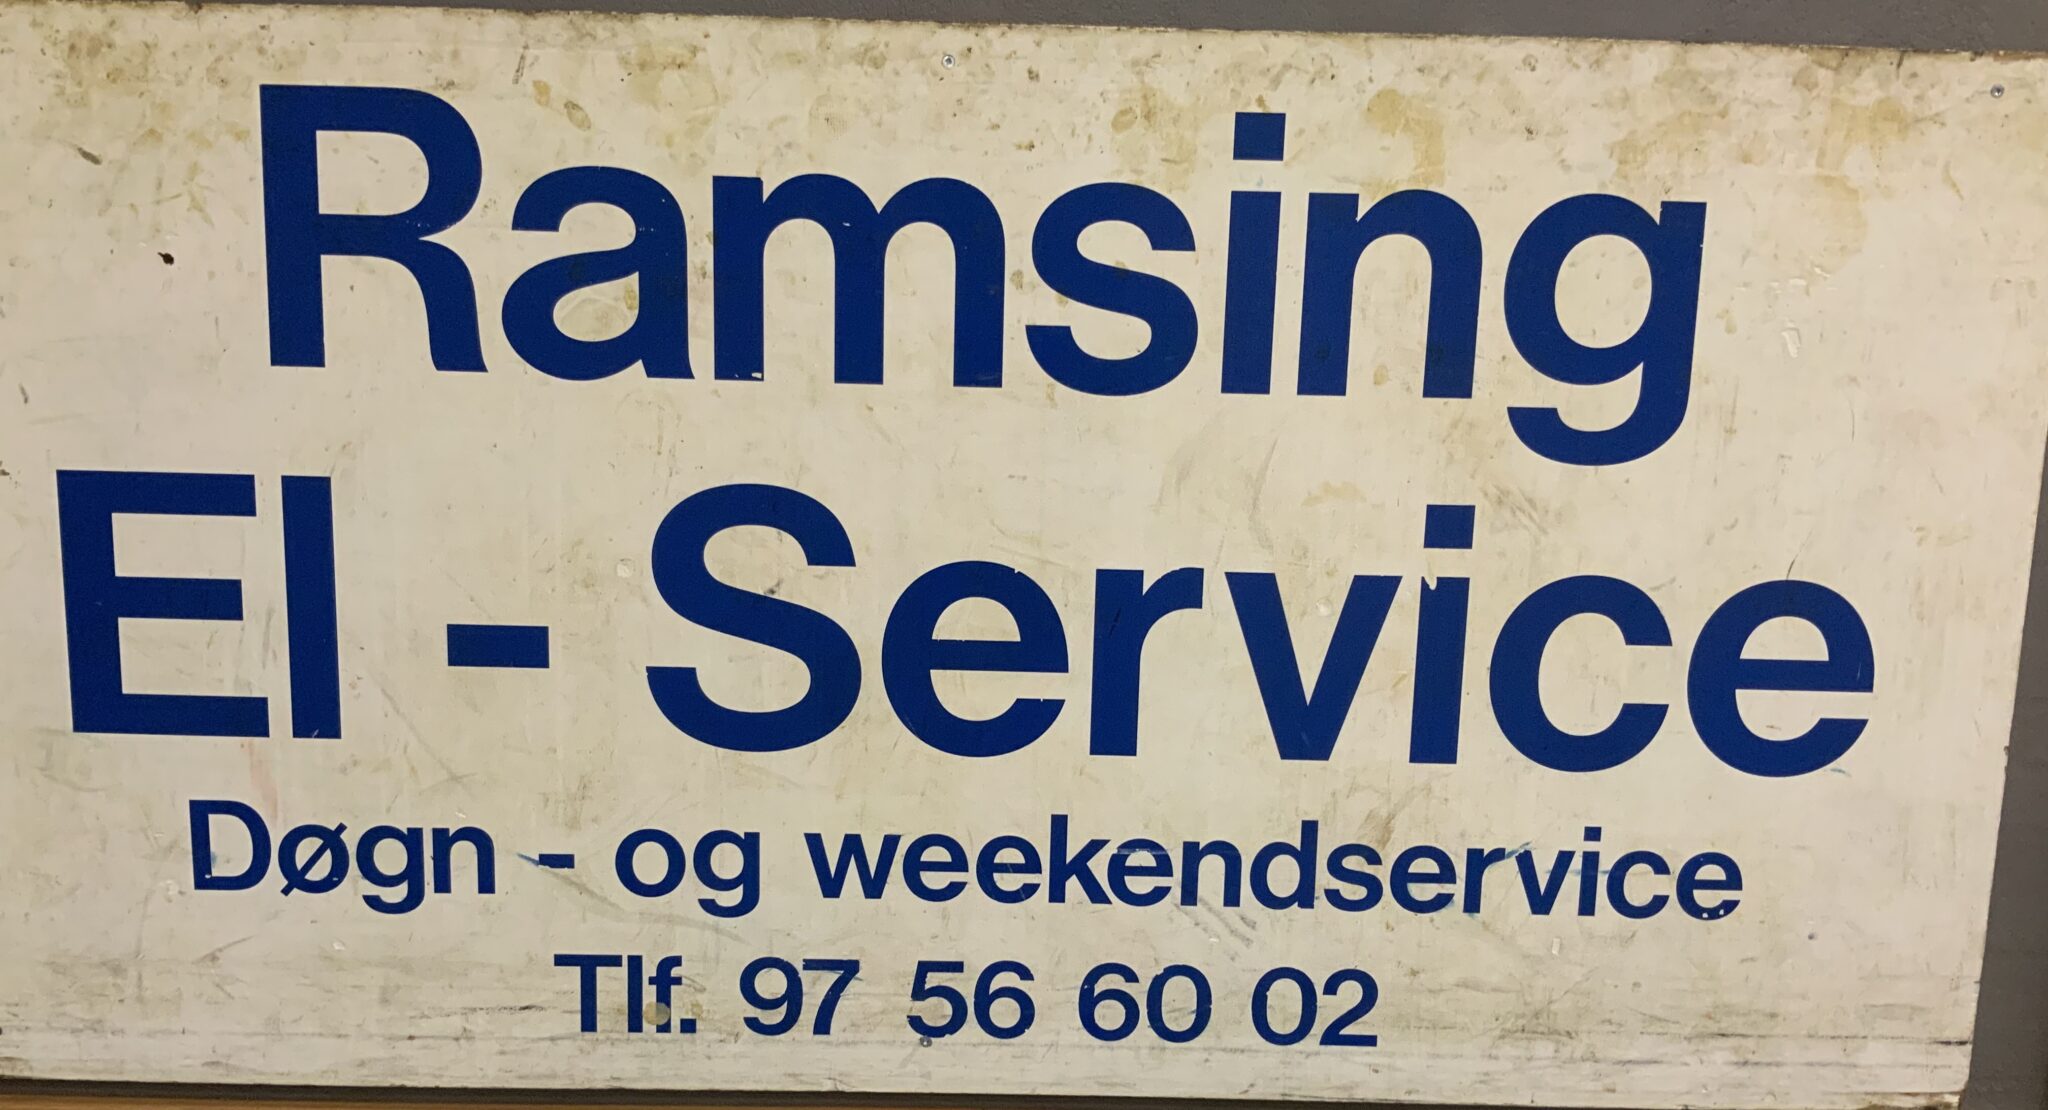 Ramsing
El - Service
Døgn - og weekendservice
Tlf. 97 56 60 02